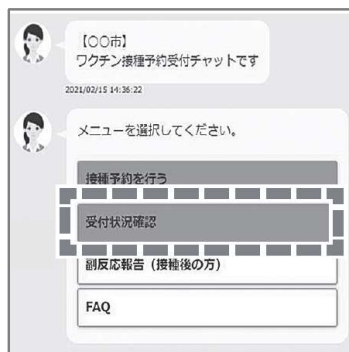 【○○市】
ワクチン接種予約受付チャットです
2021/02/15 14:36:22
メニューを選択してください。
接種予約を行う
受付状況確認
副反応報告（接種後の方）
FAQ